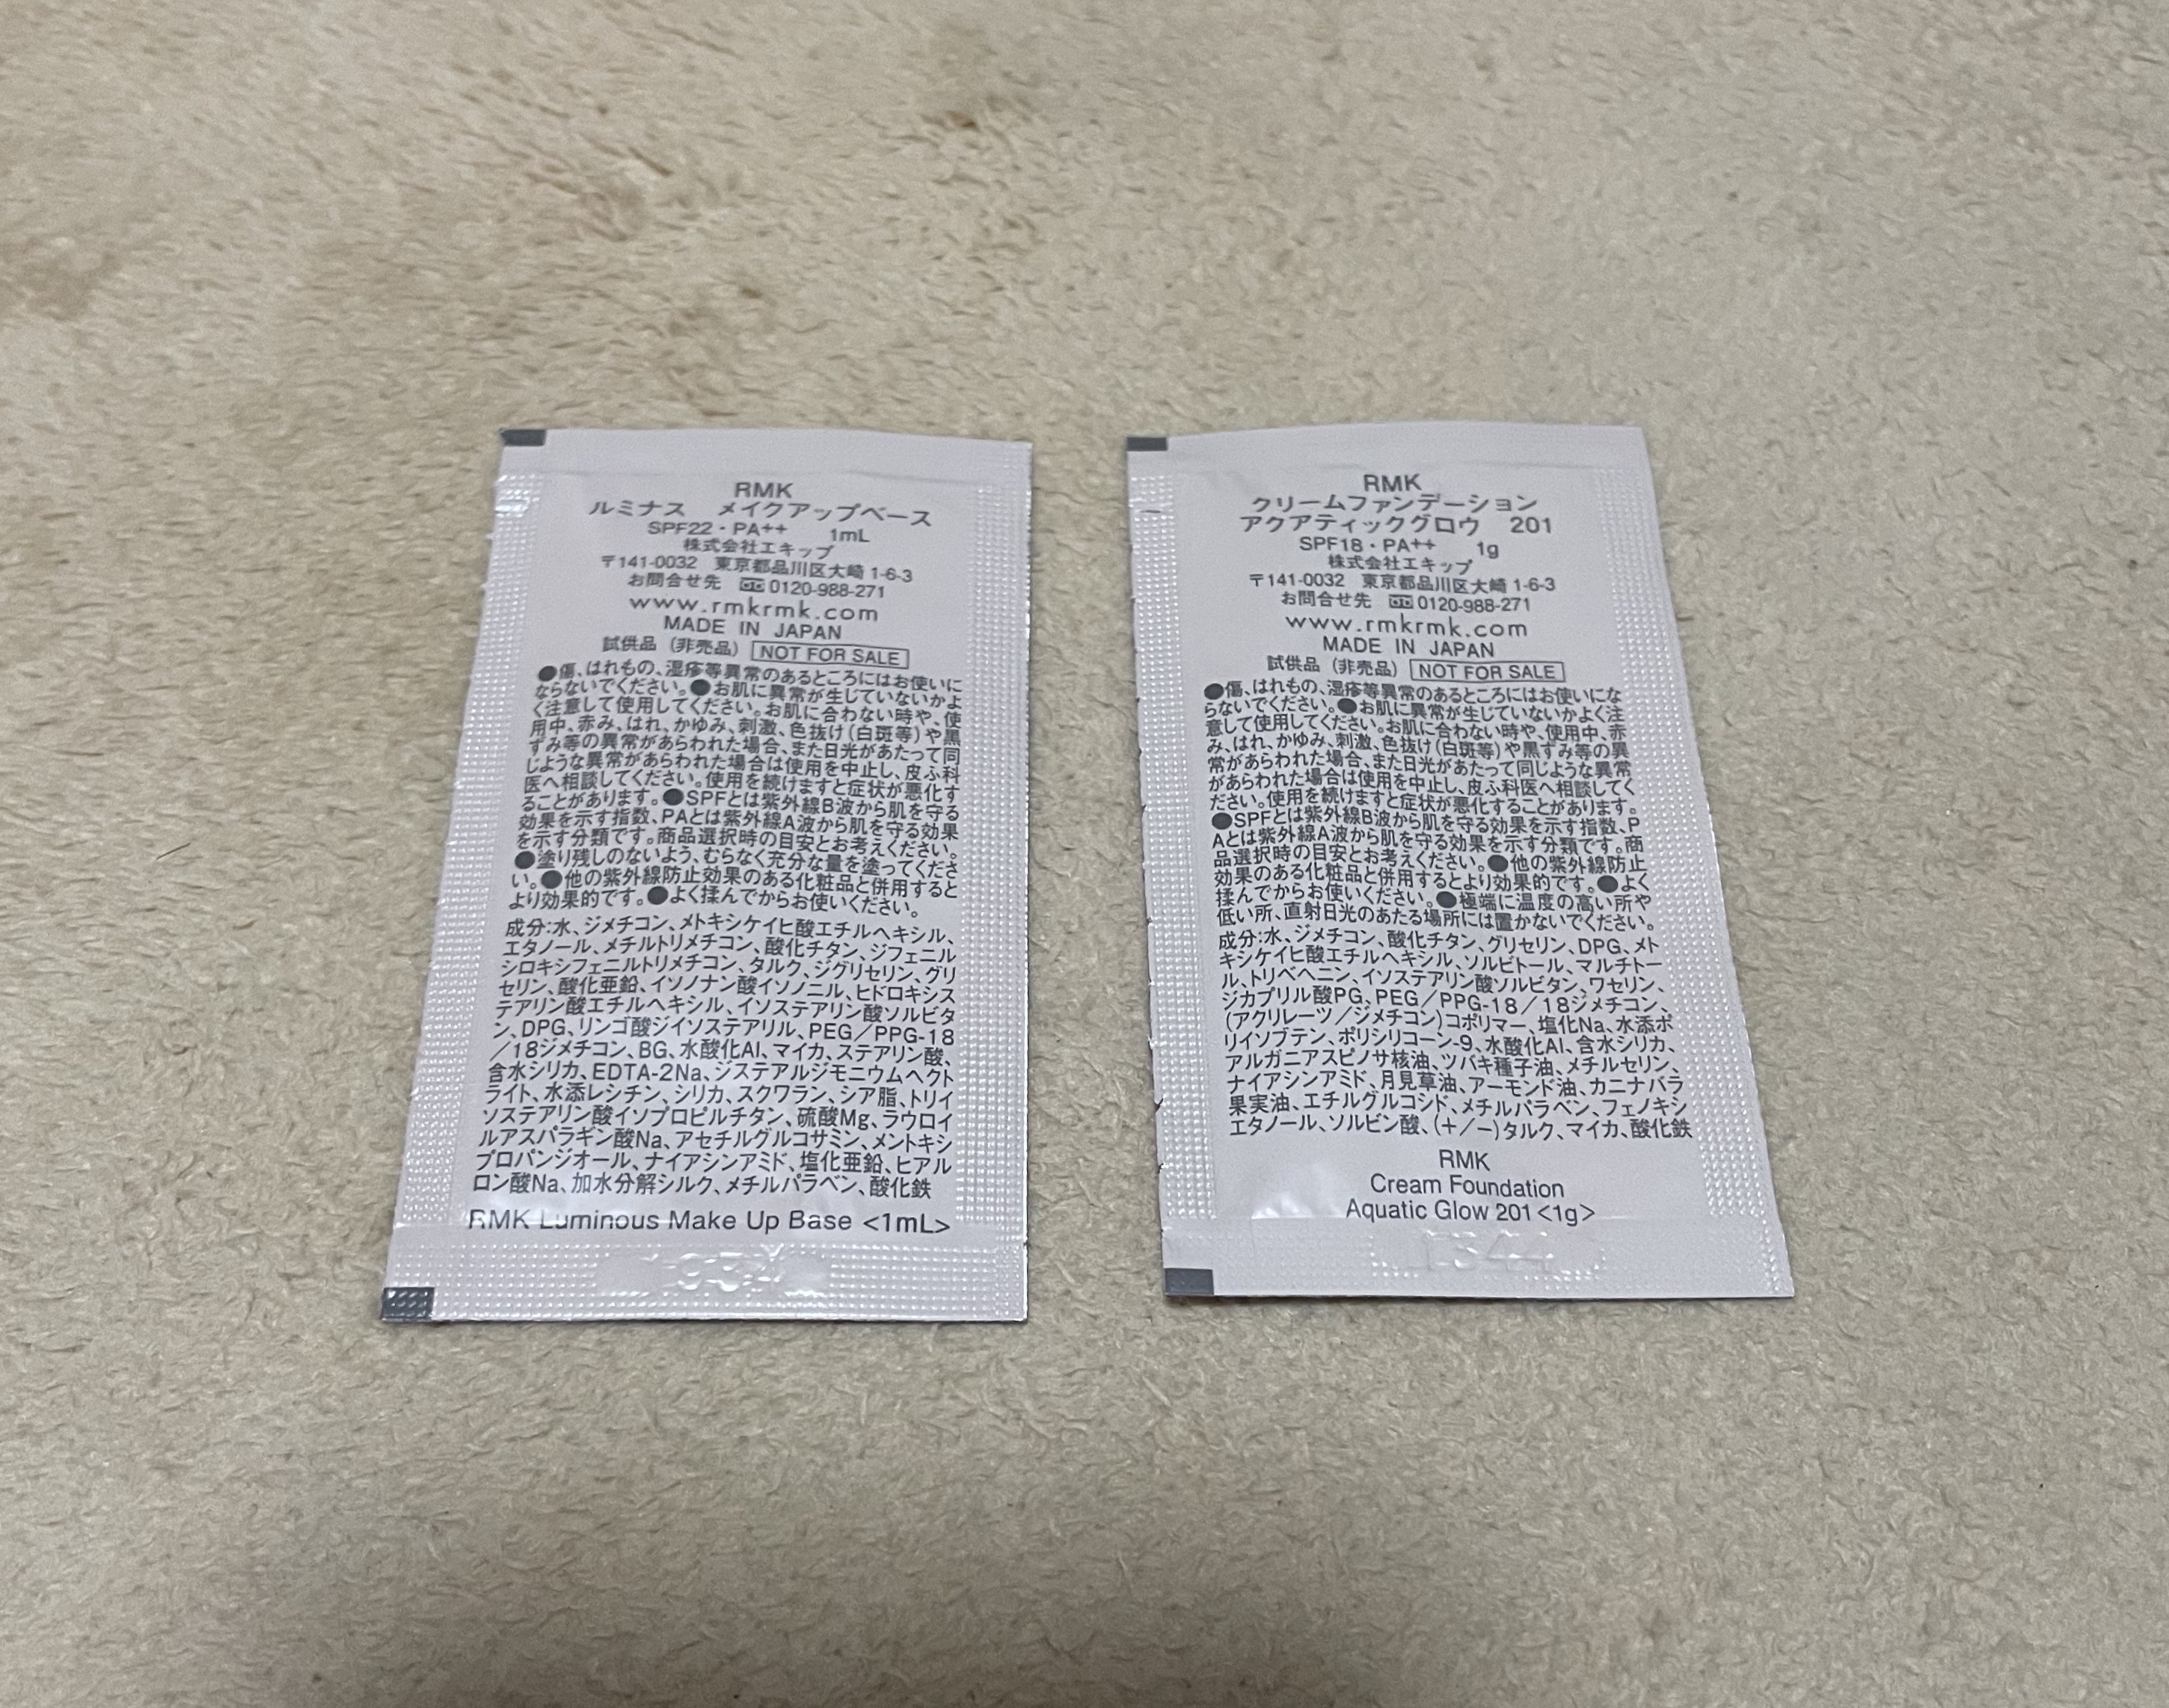 RMK
ルミナス メイクアップベース
SPF22・PA++ 1mL
株式会社エキップ
〒141-0032 東京都品川区大崎1-6-3
お問合せ先 0120-988-271
www.rmkrmk.com
MADE IN JAPAN
試供品(非売品) NOT FOR SALE
●傷、はれもの、湿疹等異常のあるところにはお使いに
ならないでください。●お肌に異常が生じていないかよ
く注意して使用してください。お肌に合わない時や、使
用中、赤み、はれ、かゆみ、刺激、色抜け(白斑等)や黒
ずみ等の異常があらわれた場合、また日光があたって同
じような異常があらわれた場合は使用を中止し、皮ふ科
医へ相談してください。使用を続けますと症状が悪化す
ることがあります。●SPFとは紫外線B波から肌を守る
効果を示す指数、PAとは紫外線A波から肌を守る効果
を示す分類です。商品選択時の目安とお考えください。
●塗り残しのないよう、むらなく充分な量を塗ってくださ
い。●他の紫外線防止効果のある化粧品と併用すると
より効果的です。●よく揉んでからお使いください。
成分:水、ジメチコン、メトキシケイヒ酸エチルヘキシル、
エタノール、メチルトリメチコン、酸化チタン、ジフェニル
シロキシフェニルトリメチコン、タルク、ジグリセリン、グリ
セリン、酸化亜鉛、イソノナン酸イソノニル、ヒドロキシス
テアリン酸エチルヘキシル、イソステアリン酸ソルビタ
ン、DPG、リンゴ酸ジイソステアリル、PEG/PPG-18
/18ジメチコン、BG、水酸化Al、マイカ、ステアリン酸、
含水シリカ、EDTA-2Na、ジステアルジモニウムヘクト
ライト、水添レシチン、シリカ、スクワラン、シア脂、トリイ
ソステアリン酸イソプロピルチタン、硫酸Mg、ラウロイ
ルアスパラギン酸Na、アセチルグルコサミン、メントキシ
プロパンジオール、ナイアシンアミド、塩化亜鉛、ヒアル
ロン酸Na、加水分解シルク、メチルパラベン、酸化鉄
RMK Luminous Make Up Base <1mL>
RMK
クリームファンデーション
アクアティックグロウ 201
SPF18・PA++ 1g
株式会社エキップ
〒141-0032 東京都品川区大崎1-6-3
お問合せ先 0120-988-271
www.rmkrmk.com
MADE IN JAPAN
試供品(非売品) NOT FOR SALE
●傷、はれもの、湿疹等異常のあるところにはお使いにな
らないでください。●お肌に異常が生じていないかよく注
意して使用してください。お肌に合わない時や、使用中、赤
み、はれ、かゆみ、刺激、色抜け(白斑等)や黒ずみ等の異
常があらわれた場合、また日光があたって同じような異常
があらわれた場合は使用を中止し、皮ふ科医へ相談してく
ださい。使用を続けますと症状が悪化することがあります。
●SPFとは紫外線B波から肌を守る効果を示す指数、P
Aとは紫外線A波から肌を守る効果を示す分類です。商
品選択時の目安とお考えください。●他の紫外線防止
効果のある化粧品と併用するとより効果的です。●よく
揉んでからお使いください。●極端に温度の高い所や
低い所、直射日光のあたる場所には置かないでください。
成分:水、ジメチコン、酸化チタン、グリセリン、DPG、メト
キシケイヒ酸エチルヘキシル、ソルビトール、マルチトー
ル、トリベヘニン、イソステアリン酸ソルビタン、ワセリン、
ジカプリル酸PG、PEG/PPG-18/18ジメチコン、
(アクリレーツ/ジメチコン)コポリマー、塩化Na、水添ポ
リイソブテン、ポリシリコーン-9、水酸化Al、含水シリカ、
アルガニアスピノサ核油、ツバキ種子油、メチルセリン、
ナイアシンアミド、月見草油、アーモンド油、カニナバラ
果実油、エチルグルコシド、メチルパラベン、フェノキシ
エタノール、ソルビン酸、(+/-)タルク、マイカ、酸化鉄
RMK
Cream Foundation
Aquatic Glow 201<1g>